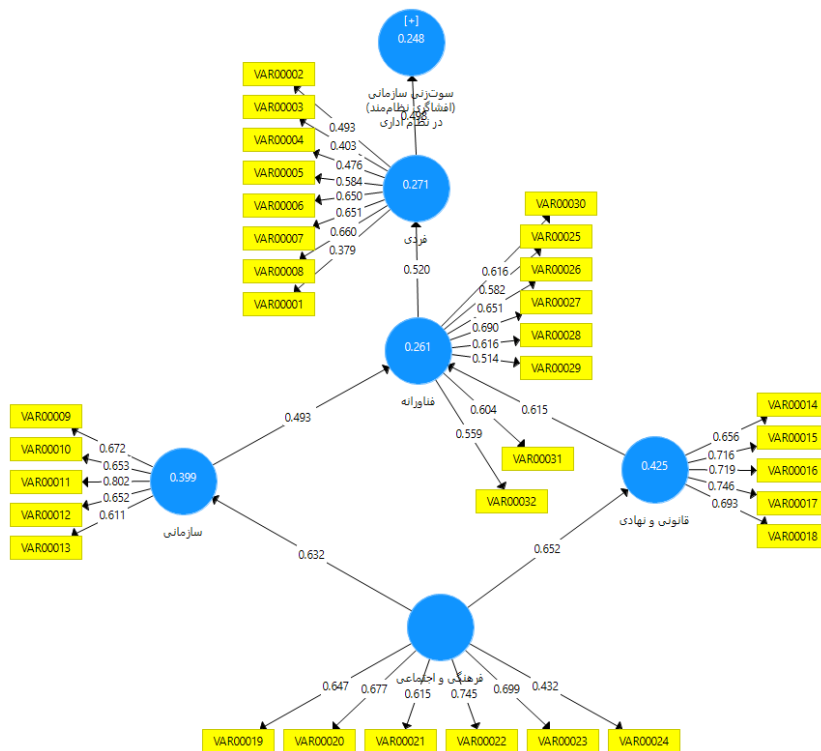 [+]
0.248
سوت‌زنی سازمانی
(افشاگری نظام‌مند)
در نظام اداری
0.498
VAR00002
VAR00003
VAR00004
VAR00005
VAR00006
VAR00007
VAR00008
VAR00001
0.493
0.403
0.476
0.584
0.650
0.651
0.660
0.379
0.271
فردی
0.520
VAR00030
VAR00025
VAR00026
VAR00027
VAR00028
VAR00029
0.616
0.582
0.651
0.690
0.616
0.514
0.261
فناورانه
0.604
0.559
VAR00031
VAR00032
0.493
0.615
VAR00009
VAR00010
VAR00011
VAR00012
VAR00013
0.672
0.653
0.802
0.652
0.611
0.399
سازمانی
0.425
قانونی و نهادی
0.656
0.716
0.719
0.746
0.693
VAR00014
VAR00015
VAR00016
VAR00017
VAR00018
0.632
0.652
فرهنگی و اجتماعی
0.647
0.677
0.615
0.745
0.699
0.432
VAR00019
VAR00020
VAR00021
VAR00022
VAR00023
VAR00024